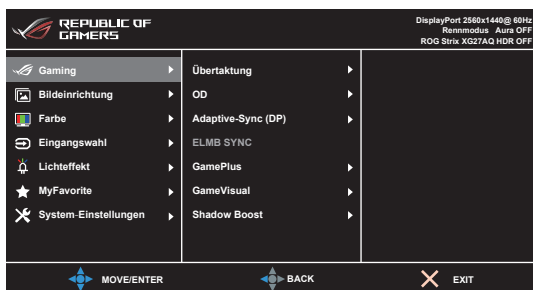 REPUBLIC OF
GAMERS
DisplayPort 2560x1440@ 60Hz
Rennmodus Aura OFF
ROG Strix XG27AQ HDR OFF
Gaming
Bildeinrichtung
Farbe
Eingangswahl
Lichteffekt
MyFavorite
System-Einstellungen
Übertaktung
OD
Adaptive-Sync (DP)
ELMB SYNC
GamePlus
GameVisual
Shadow Boost
MOVE/ENTER
BACK
EXIT